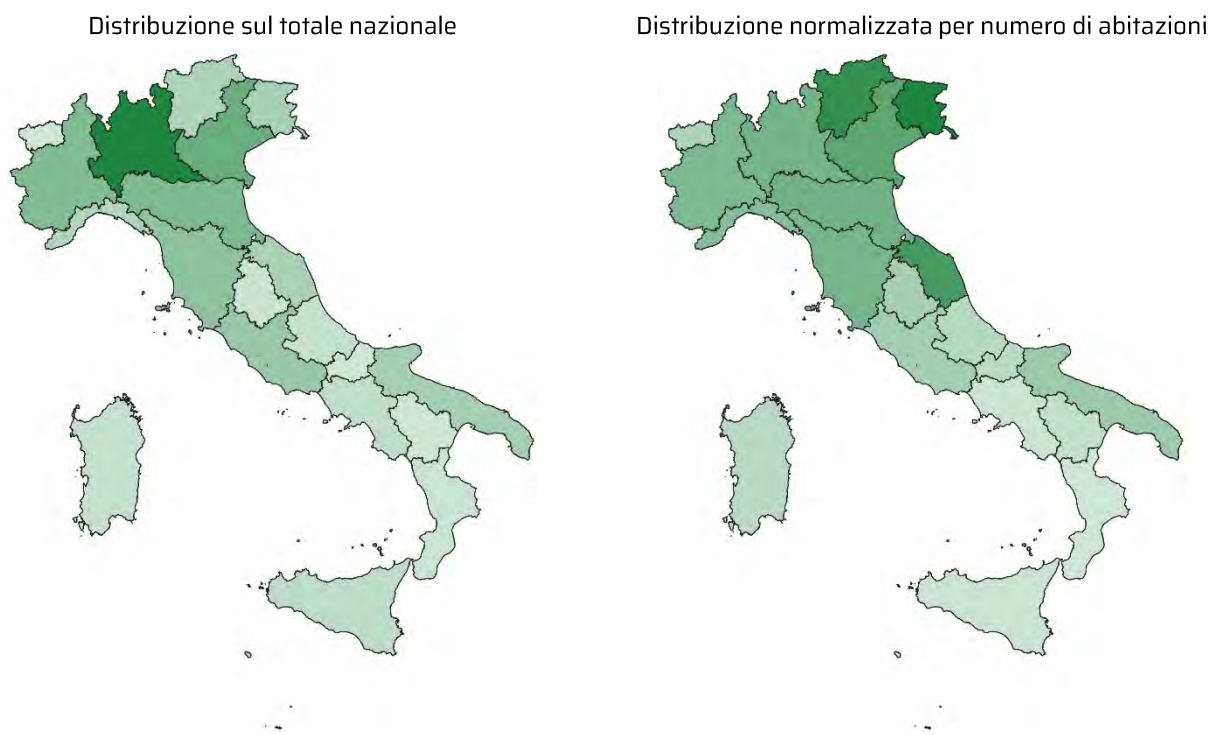 Distribuzione sul totale nazionale
Distribuzione normalizzata per numero di abitazioni